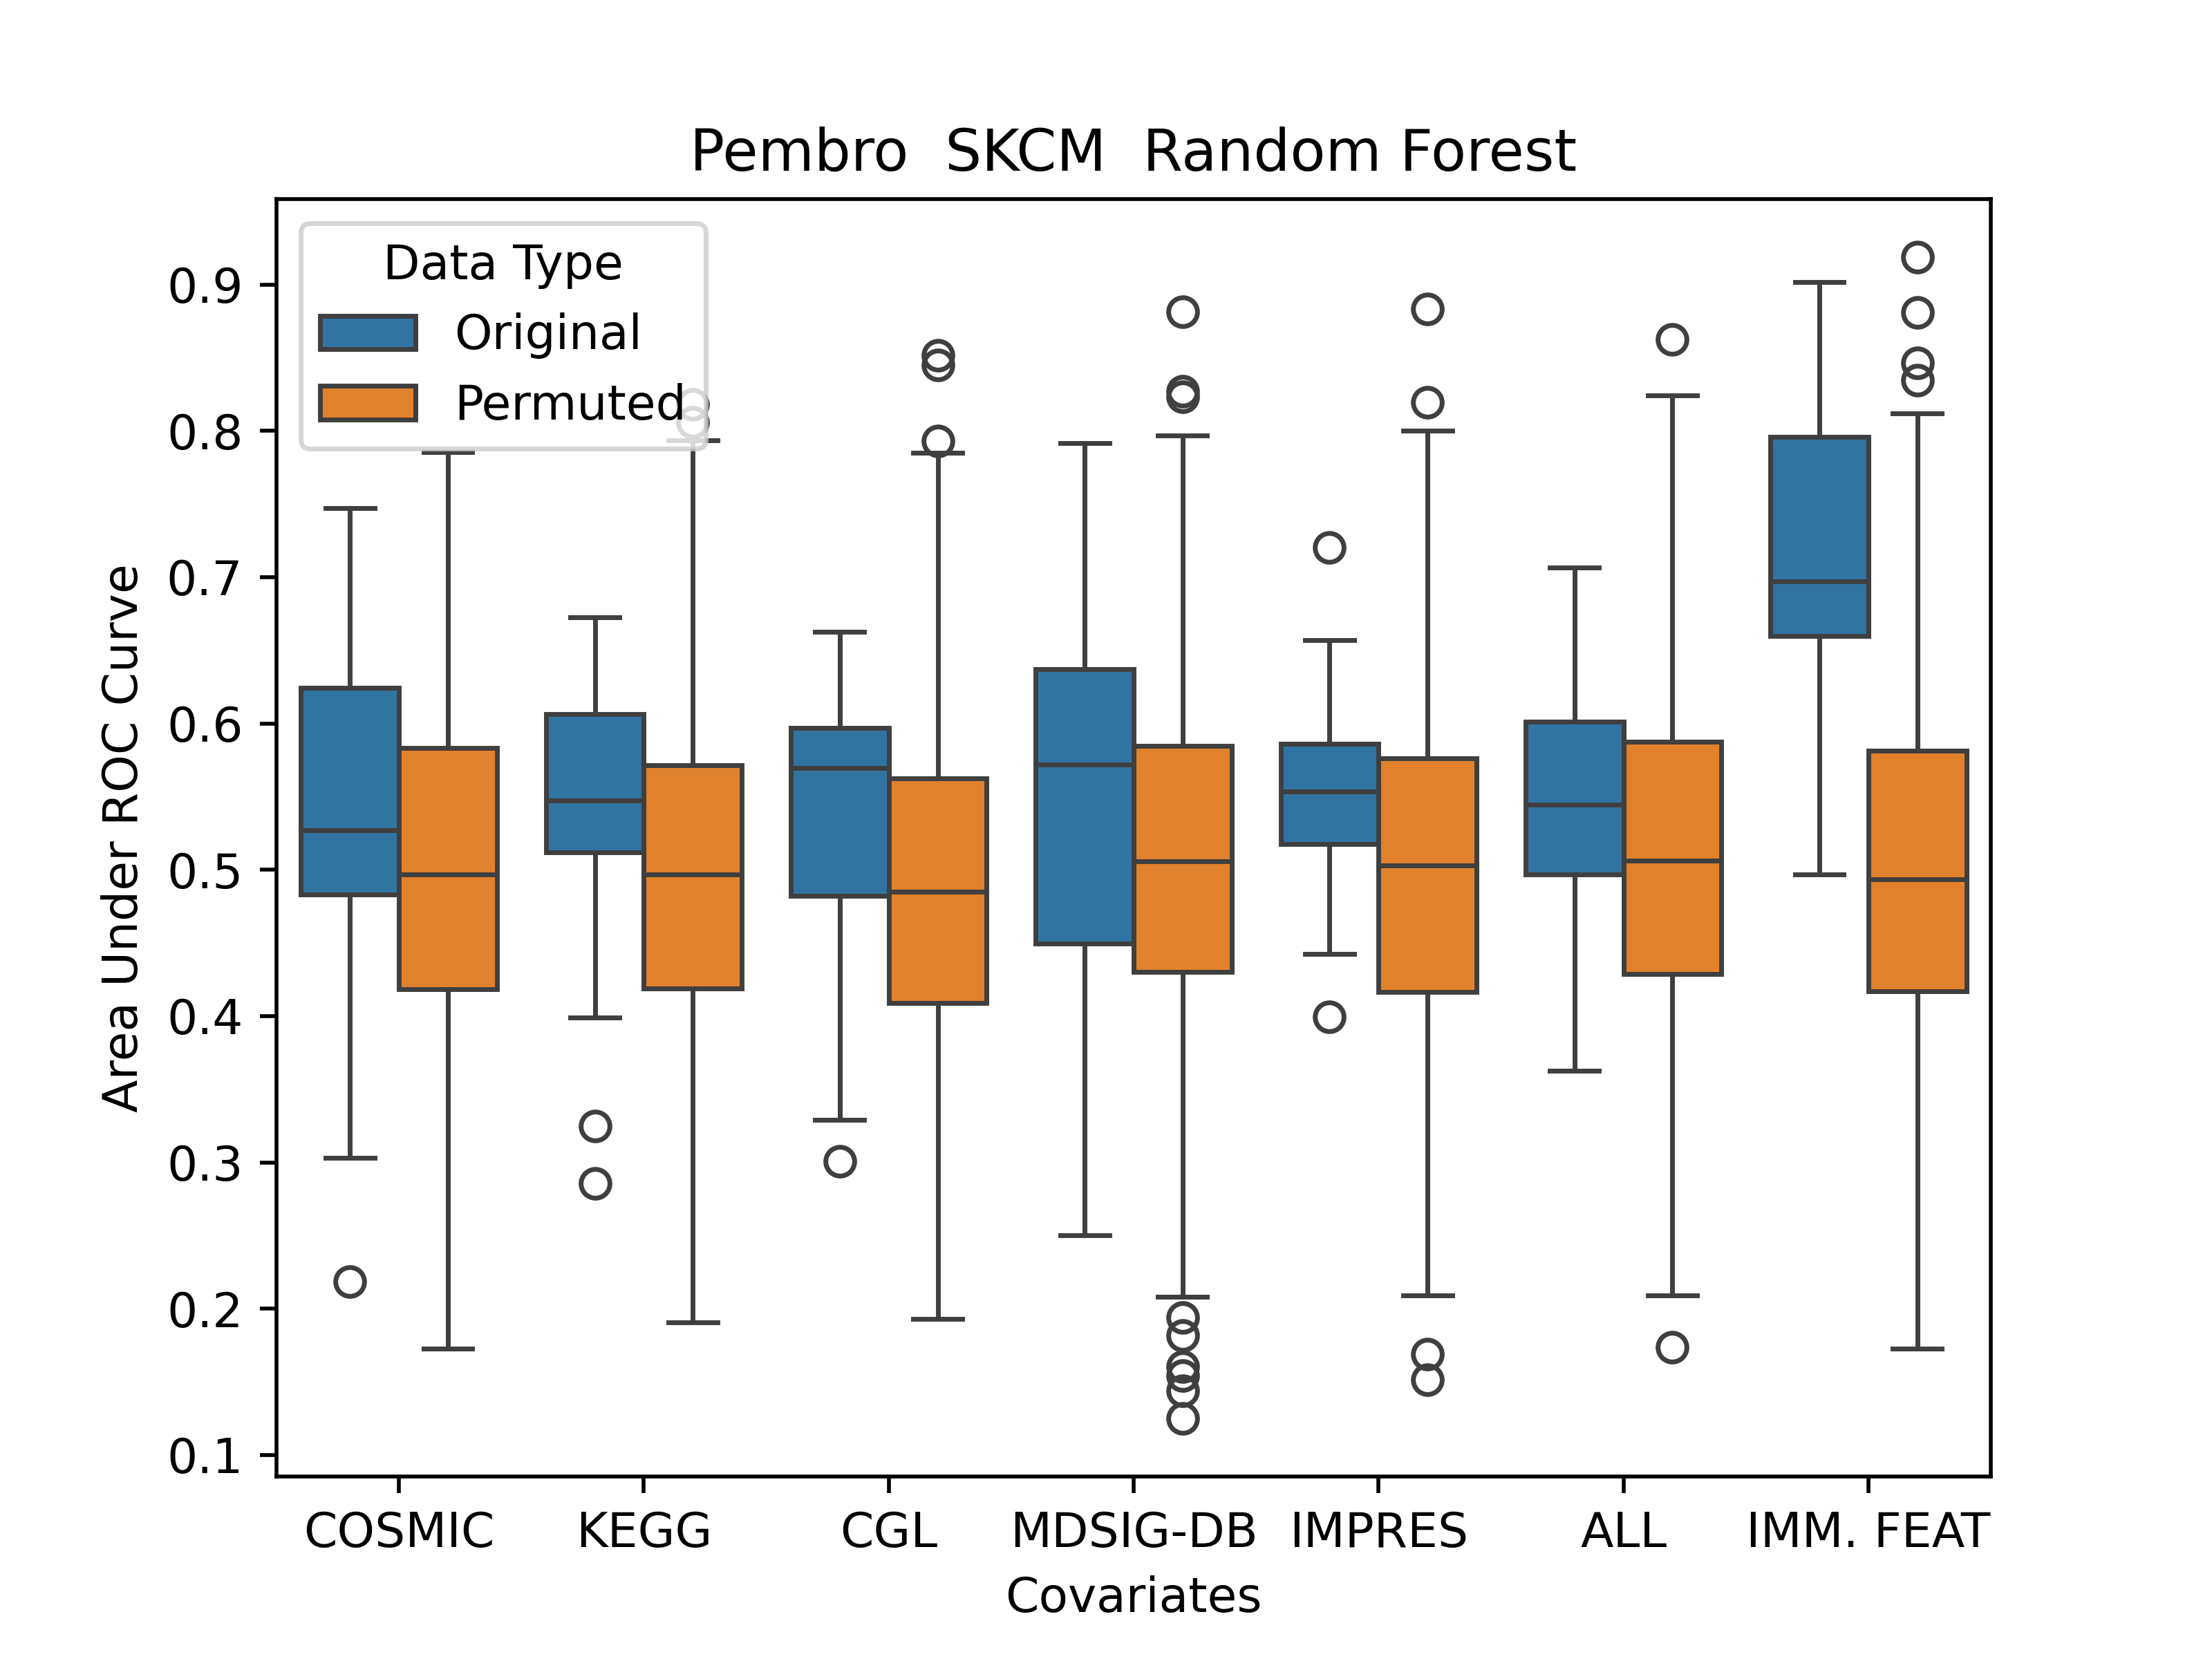 Pembro SKCM Random Forest
Data Type
Original
Permuted
Area Under ROC Curve
0.9
0.8
0.7
0.6
0.5
0.4
0.3
0.2
0.1
COSMIC KEGG CGL MDSIG-DB IMPRES ALL IMM. FEAT
Covariates